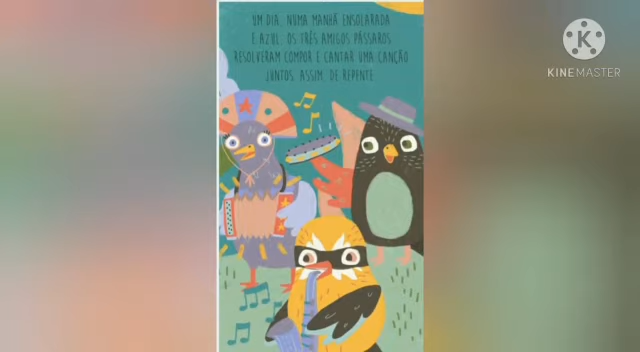 UM DIA, NUMA MANHÃ ENSOLARADA
E AZUL, OS TRÊS AMIGOS PÁSSAROS
RESOLVERAM COMPOR E CANTAR UMA CANÇÃO
JUNTOS. ASSIM, DE REPENTE.
KINEMASTER